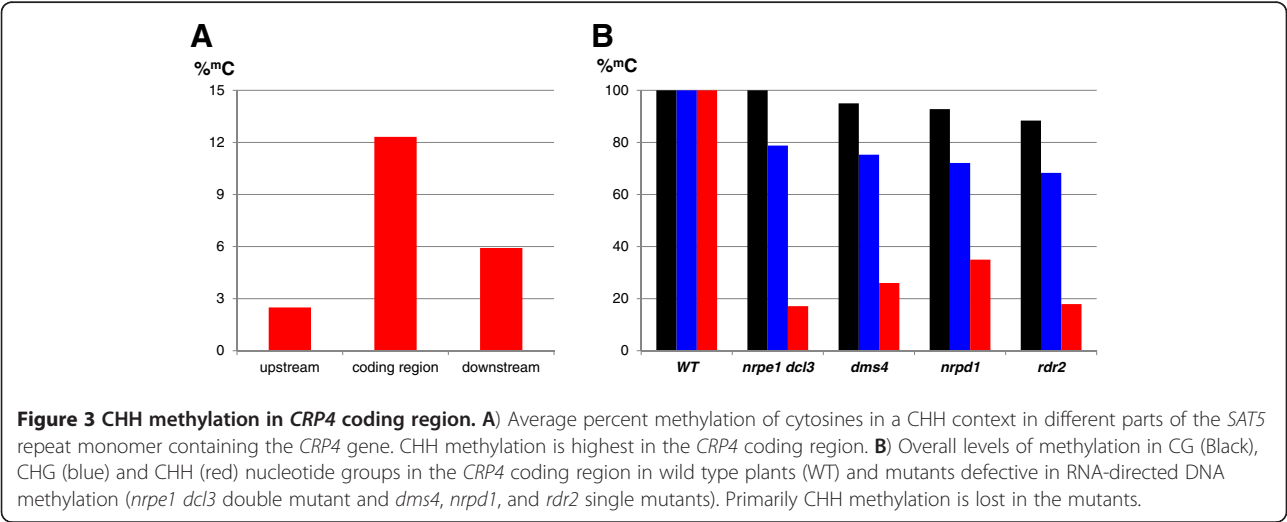 A
%mC
15
12
9
6
3
0
upstream coding region downstream
B
%mC
100
80
60
40
20
0
WT nrpe1 dcl3 dms4 nrpd1 rdr2
Figure 3 CHH methylation in CRP4 coding region. A) Average percent methylation of cytosines in a CHH context in different parts of the SAT5
repeat monomer containing the CRP4 gene. CHH methylation is highest in the CRP4 coding region. B) Overall levels of methylation in CG (Black),
CHG (blue) and CHH (red) nucleotide groups in the CRP4 coding region in wild type plants (WT) and mutants defective in RNA-directed DNA
methylation (nrpe1 dcl3 double mutant and dms4, nrpd1, and rdr2 single mutants). Primarily CHH methylation is lost in the mutants.